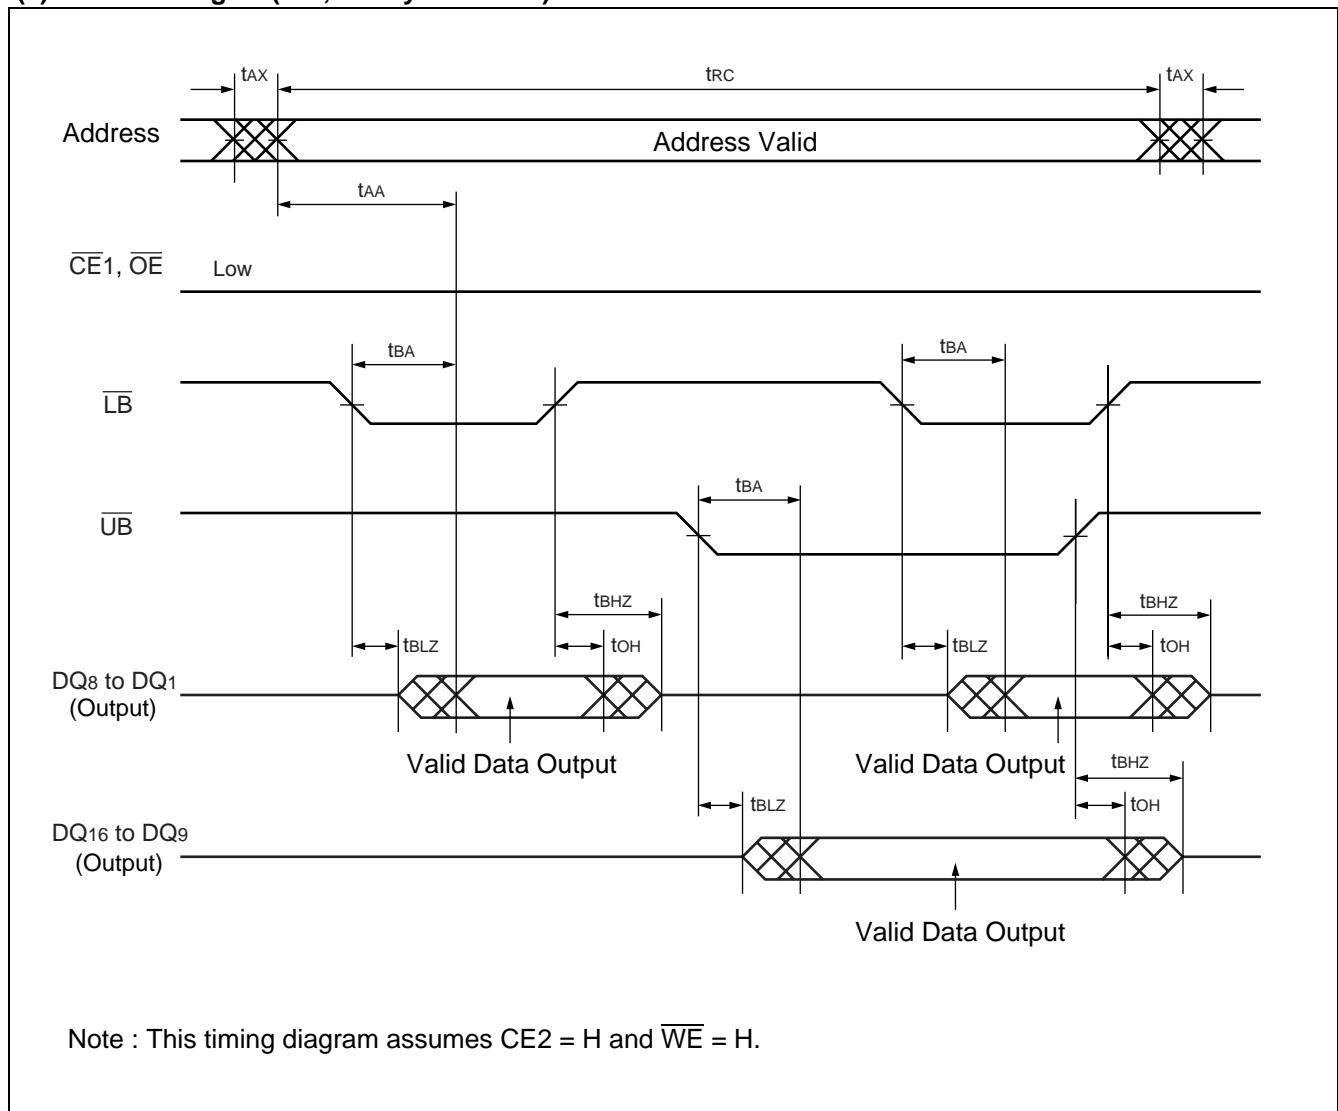 tAX tRC tAX
Address Address Valid
tAA
CE1, OE Low
tBA tBA
LB
tBA
UB
tBHZ tBHZ
tBLZ tOH tBLZ tOH
DQ8 to DQ1
(Output)
Valid Data Output Valid Data Output
tBHZ
tBLZ tOH
DQ16 to DQ9
(Output)
Valid Data Output
Note : This timing diagram assumes CE2 = H and WE = H.